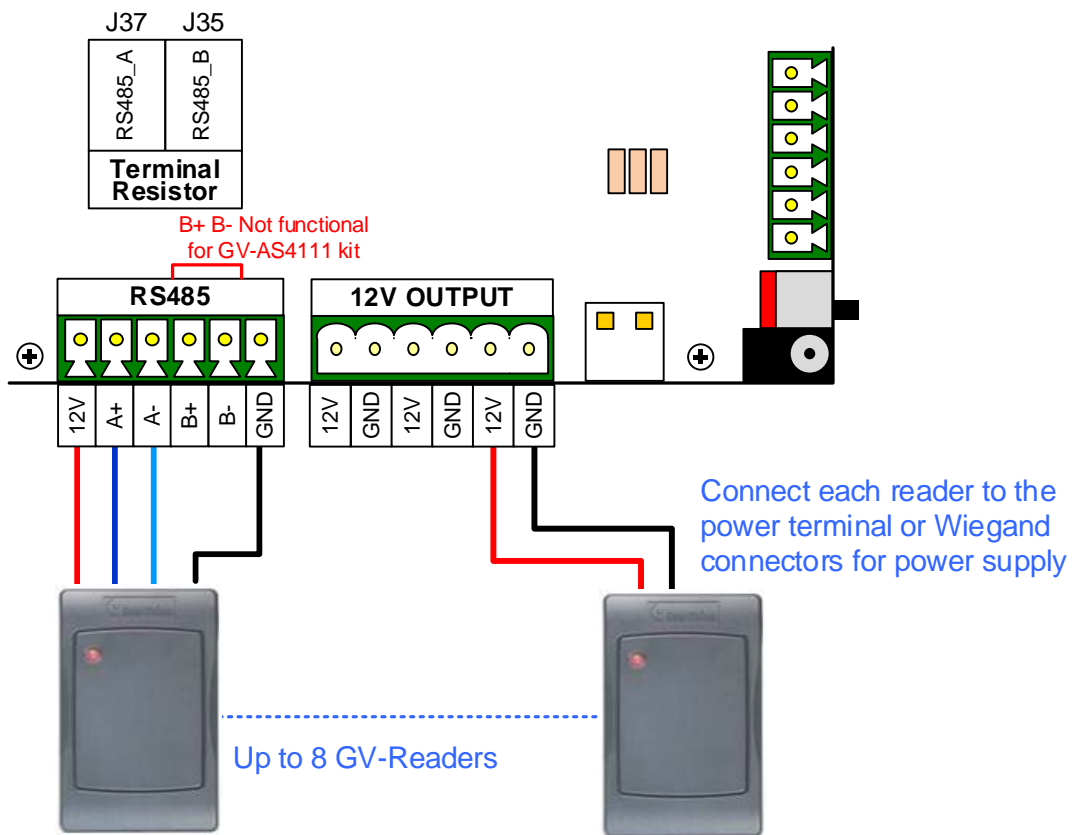 J37 J35
RS485_A
RS485_B
Terminal
Resistor
B+ B- Not functional
for GV-AS4111 kit
RS485
12V OUTPUT
12V A+ A- B+ B- GND
12V GND 12V GND 12V GND
Connect each reader to the
power terminal or Wiegand
connectors for power supply
Up to 8 GV-Readers